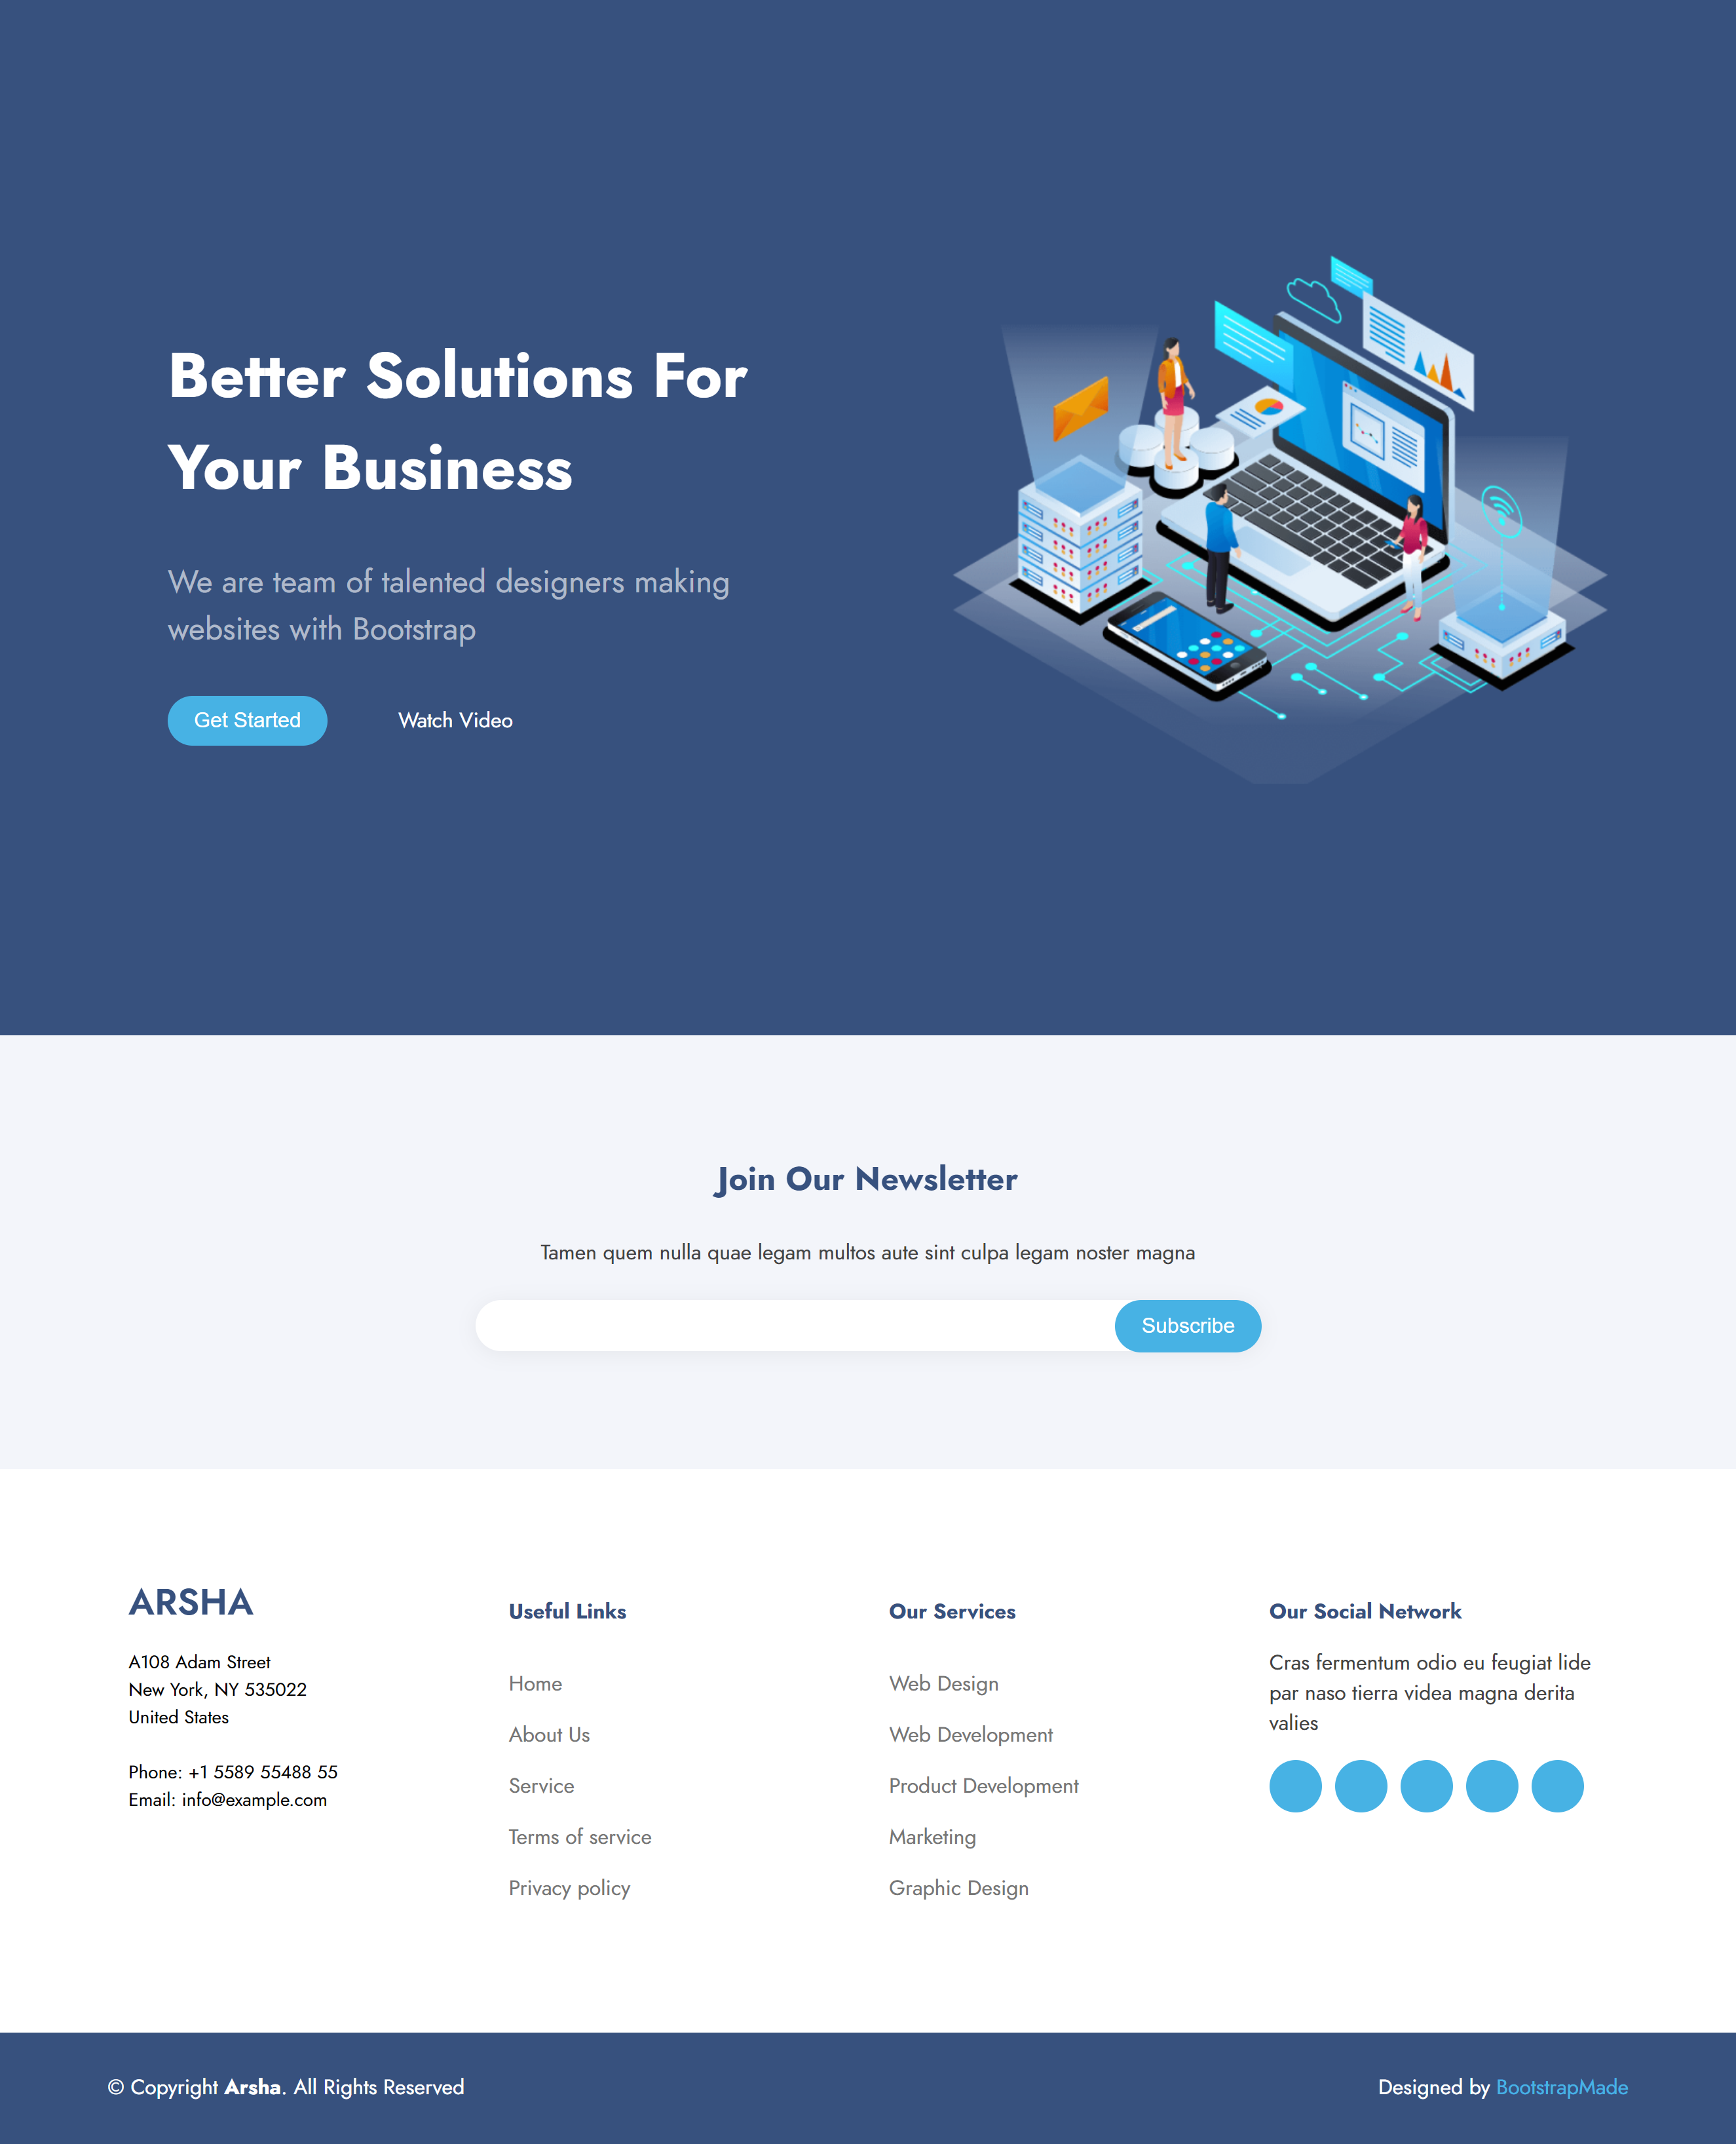 Better Solutions For
Your Business
We are team of talented designers making
websites with Bootstrap
Get Started
Watch Video
Join Our Newsletter
Tamen quem nulla quae legam multos aute sint culpa legam noster magna
Subscribe
ARSHA
A108 Adam Street
New York, NY 535022
United States
Phone: +1 5589 55488 55
Email: info@example.com
Useful Links
Home
About Us
Service
Terms of service
Privacy policy
Our Services
Web Design
Web Development
Product Development
Marketing
Graphic Design
Our Social Network
Cras fermentum odio eu feugiat lide
par naso tierra videa magna derita
valies
© Copyright Arsha. All Rights Reserved
Designed by BootstrapMade